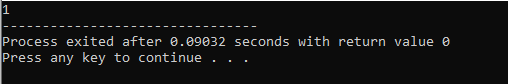 1
--------------------------------
Process exited after 0.09032 seconds with return value 0
Press any key to continue . . .